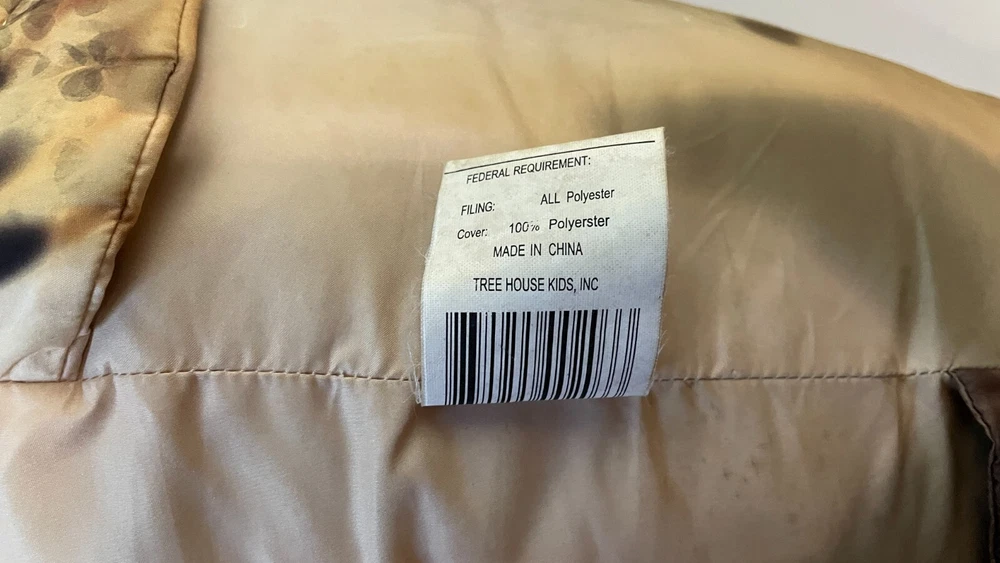 FEDERAL REQUIREMENT:
FILING: ALL Polyester
Cover: 100% Polyerster
MADE IN CHINA
TREE HOUSE KIDS, INC